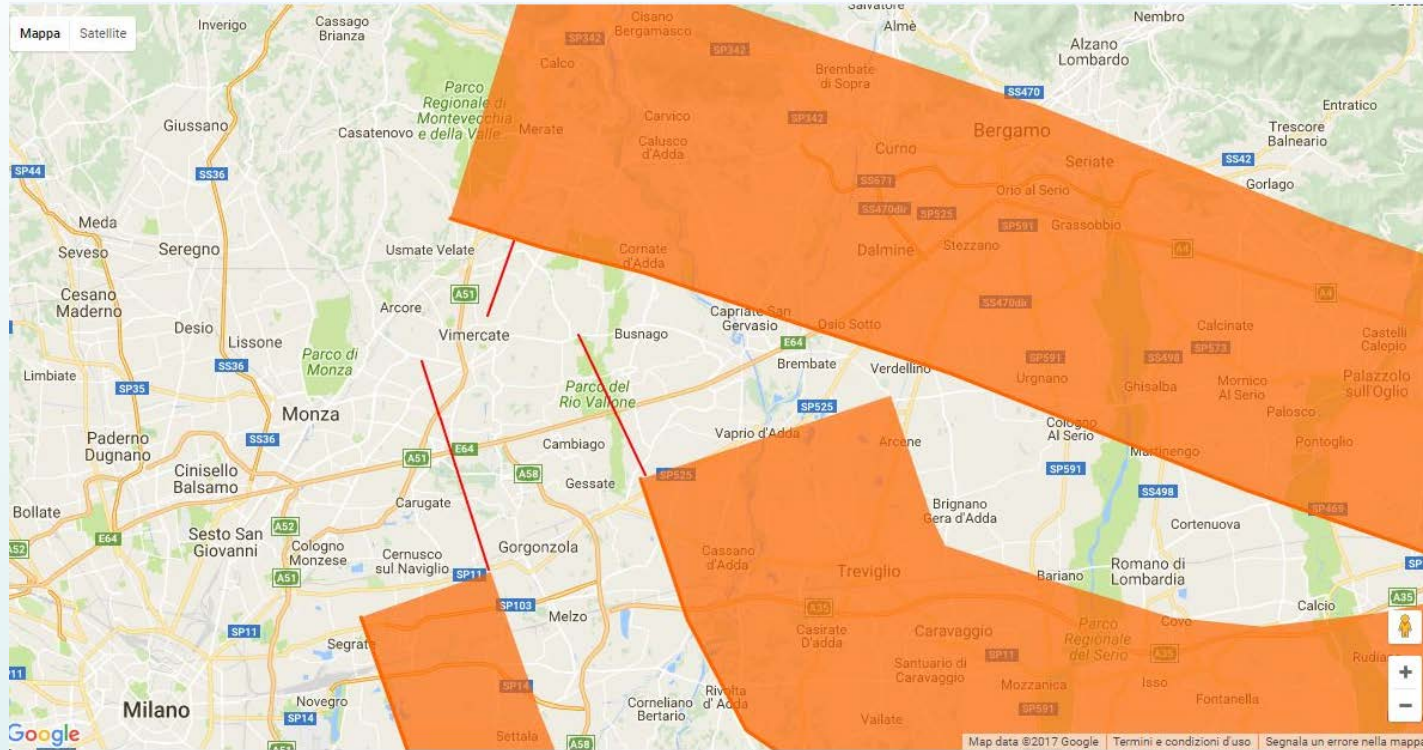 Mappa
Satellite
Inverigo
Cassago
Brianza
Cisano
Bergamasco
SP342
SP342
Calco
Salvatore
Almè
Nembro
Alzano
Lombardo
Brembate
di Sopra
SS470
Entratico
Parco
Regionale di
Montevecchia
e della Valle
Giussano
Casatenovo
Merate
Carvico
Calusco
d'Adda
SP342
Curno
Bergamo
Seriate
Trescore
Balneario
SS42
Gorlago
SP44
SS36
SS671
Orio al Serio
SS470dir
SP525
SP591
Grassobbio
Meda
Seveso
Seregno
Usmate Velate
Cornate
d'Adda
Dalmine
Stezzano
A4
Cesano
Maderno
A51
Arcore
SS470dir
A4
Desio
Lissone
Vimercate
Busnago
Capriate San
Gervasio
Osio Sotto
Calcinate
SP573
Castelli
Calepio
Parco di
Monza
E64
Limbiate
SS36
SP35
Brembate
Verdellino
SP591
Urgnano
SS498
Ghisalba
Mornico
Al Serio
Palazzolo
sull'Oglio
Parco del
Rio Vallone
Monza
SP525
Palosco
Paderno
Dugnano
SS36
Vaprio d'Adda
Arcene
Cologno
Al Serio
Pontoglio
E64
Cambiago
A51
Martinengo
Cinisello
Balsamo
A58
Gessate
SP525
SP591
SS498
Carugate
Brignano
Gera d'Adda
SP469
Bollate
A52
Sesto San
Giovanni
E64
A52
Cologno
Monzese
Cernusco
sul Naviglio
Gorgonzola
Cassano
d'Adda
Treviglio
Cortenuova
Romano di
Lombardia
Bariano
A51
SP11
SP103
Melzo
A35
Calcio
A35
SP11
Segrate
Casirate
D'adda
Caravaggio
Parco
Regionale
del Serio
Covo
A35
SP11
Santuario di
Caravaggio
Isso
SP14
Mozzanica
Fontanella
Novegro
Corneliano
Bertario
Rivolta
d'Adda
SP591
Milano
SP14
Vailate
Settala
A58
A51
Google
Map data ©2017 Google
Termini e condizioni d'uso
Segnala un errore nella mappa